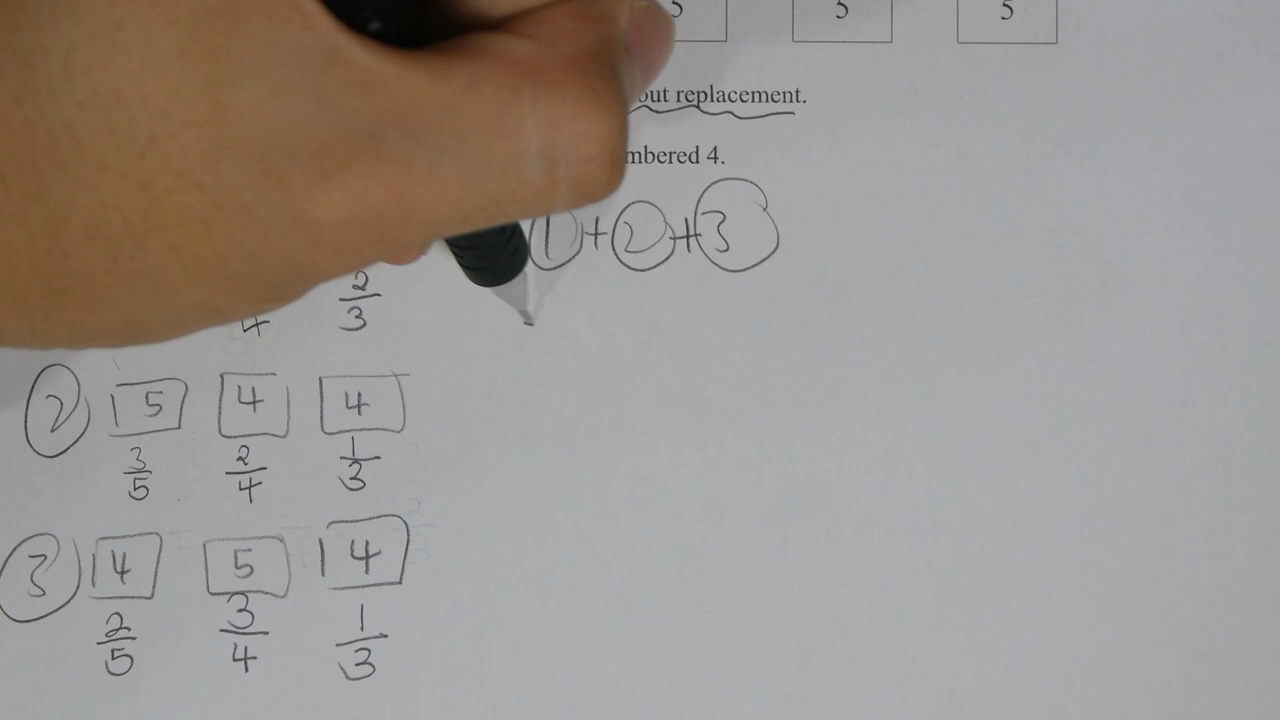 5 5 5
out replacement.
mbered 4.
1 + 2 + 3
4 2/3
2 5 4 4
3/5 2/4 1/3
3 4 5 4
2/5 3/4 1/3